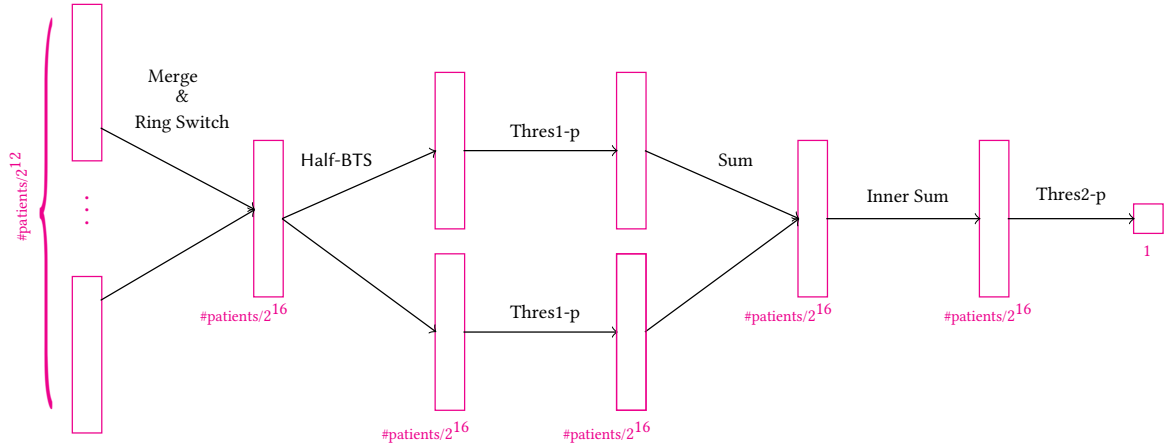 #patients/2^12
Merge
&
Ring Switch
. . .
#patients/2^16
Half-BTS
Thres1-p
Thres1-p
#patients/2^16
#patients/2^16
Sum
#patients/2^16
Inner Sum
#patients/2^16
Thres2-p
1